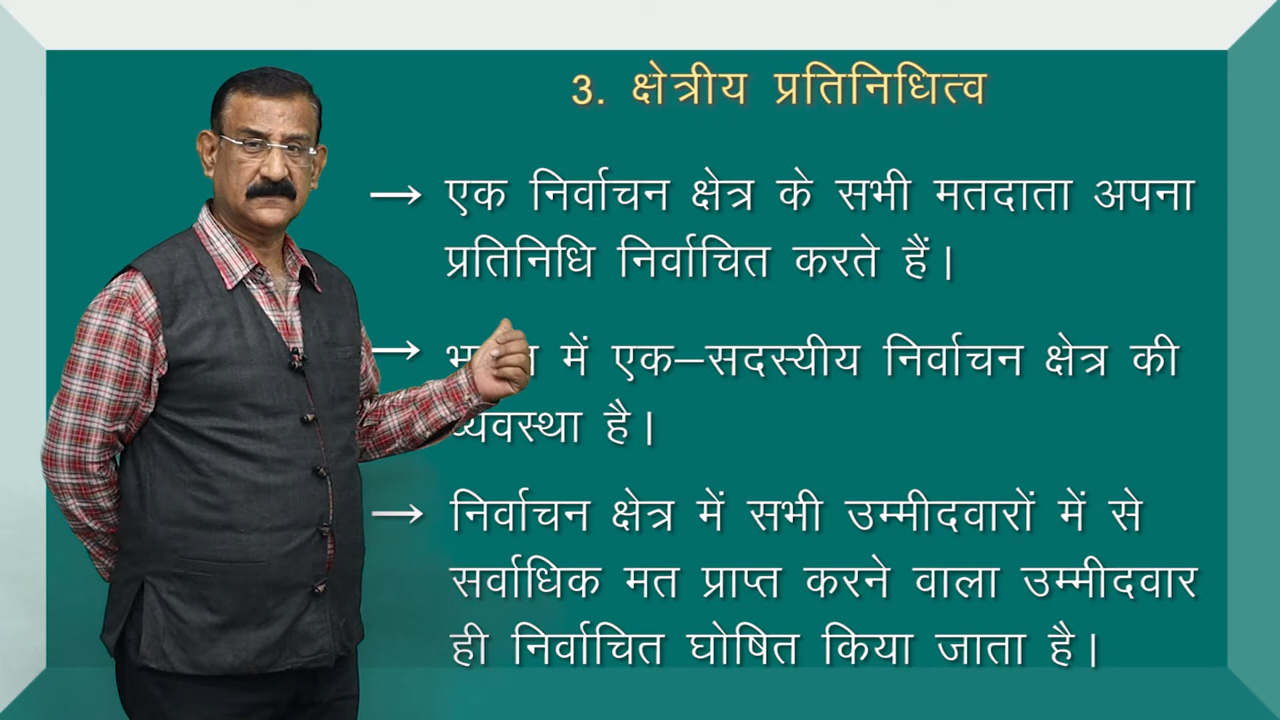 3. क्षेत्रीय प्रतिनिधित्व
→ एक निर्वाचन क्षेत्र के सभी मतदाता अपना
प्रतिनिधि निर्वाचित करते हैं।
→ में एक–सदस्यीय निर्वाचन क्षेत्र की
व्यवस्था है।
→ निर्वाचन क्षेत्र में सभी उम्मीदवारों में से
सर्वाधिक मत प्राप्त करने वाला उम्मीदवार
ही निर्वाचित घोषित किया जाता है।